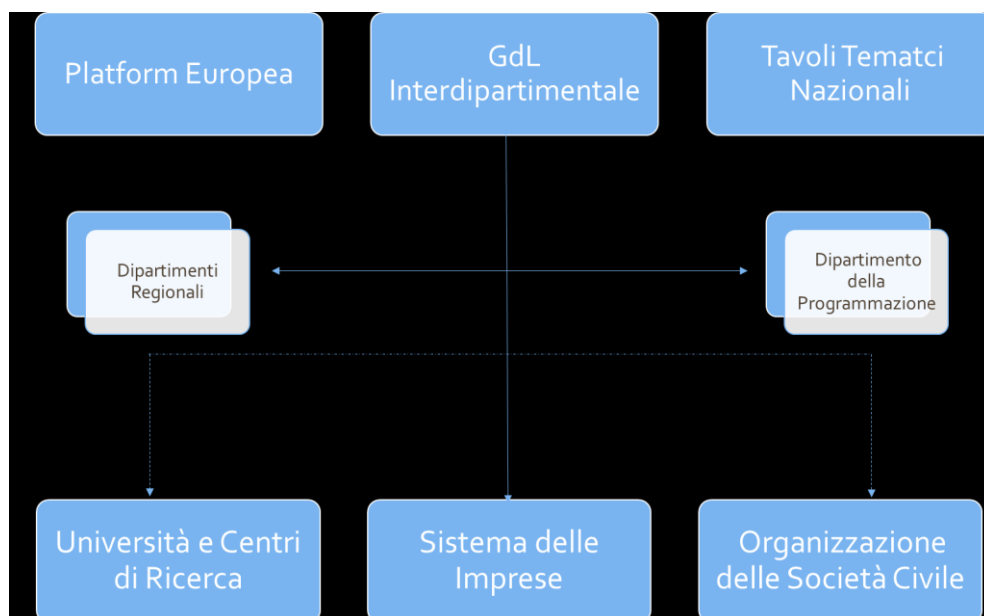 Platform Europea
GdL
Interdipartimentale
Tavoli Tematci
Nazionali
Dipartimenti
Regionali
Dipartimento
della
Programmazione
Università e Centri
di Ricerca
Sistema delle
Imprese
Organizzazione
delle Società Civile